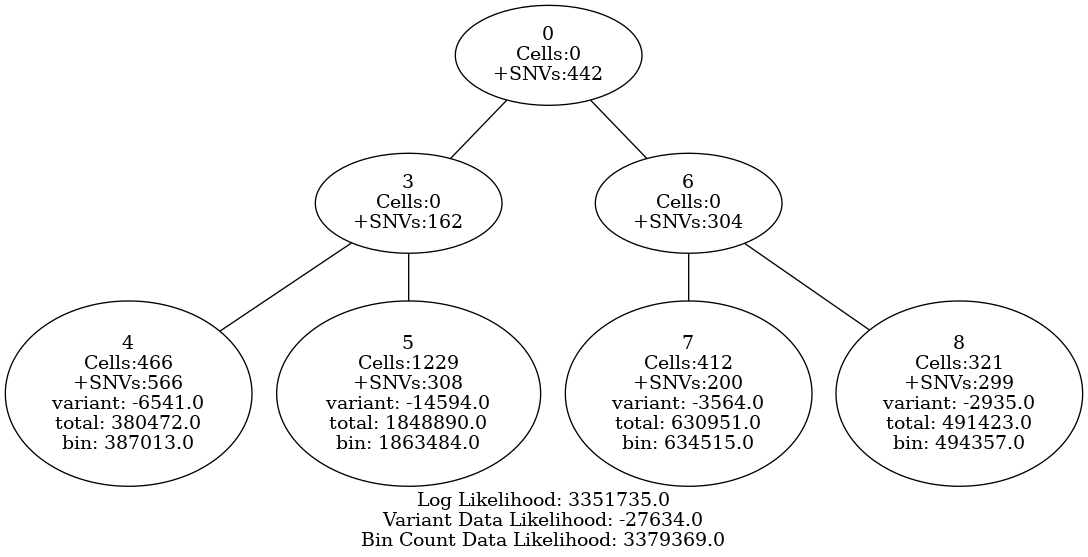 0
Cells:0
+SNVs:442
3
Cells:0
+SNVs:162
6
Cells:0
+SNVs:304
4
Cells:466
+SNVs:566
variant: -6541.0
total: 380472.0
bin: 387013.0
5
Cells:1229
+SNVs:308
variant: -14594.0
total: 1848890.0
bin: 1863484.0
7
Cells:412
+SNVs:200
variant: -3564.0
total: 630951.0
bin: 634515.0
8
Cells:321
+SNVs:299
variant: -2935.0
total: 491423.0
bin: 494357.0
Log Likelihood: 3351735.0
Variant Data Likelihood: -27634.0
Bin Count Data Likelihood: 3379369.0